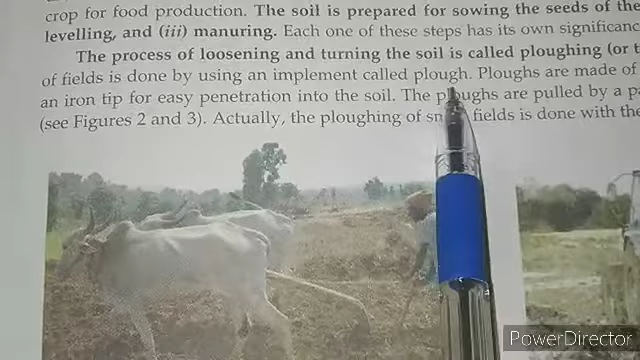 crop for food production. The soil is prepared for sowing the seeds of the
levelling, and (iii) manuring. Each one of these steps has its own significanc
The process of loosening and turning the soil is called ploughing (or t
of fields is done by using an implement called plough. Ploughs are made of
an iron tip for easy penetration into the soil. The ploughs are pulled by a pa
(see Figures 2 and 3). Actually, the ploughing of sm fields is done with the
PowerDirector